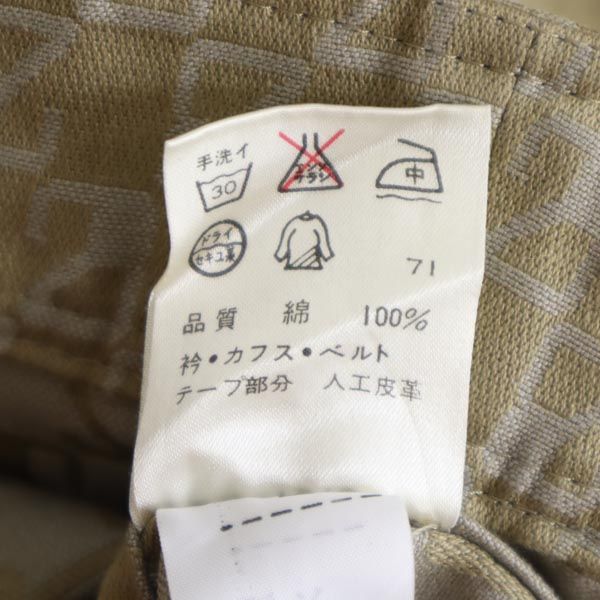 手洗イ
30
エンソ
サラシ
中
ドライ
セキユ系
71
品質 綿 100%
衿・カフス・ベルト
テープ部分 人工皮革